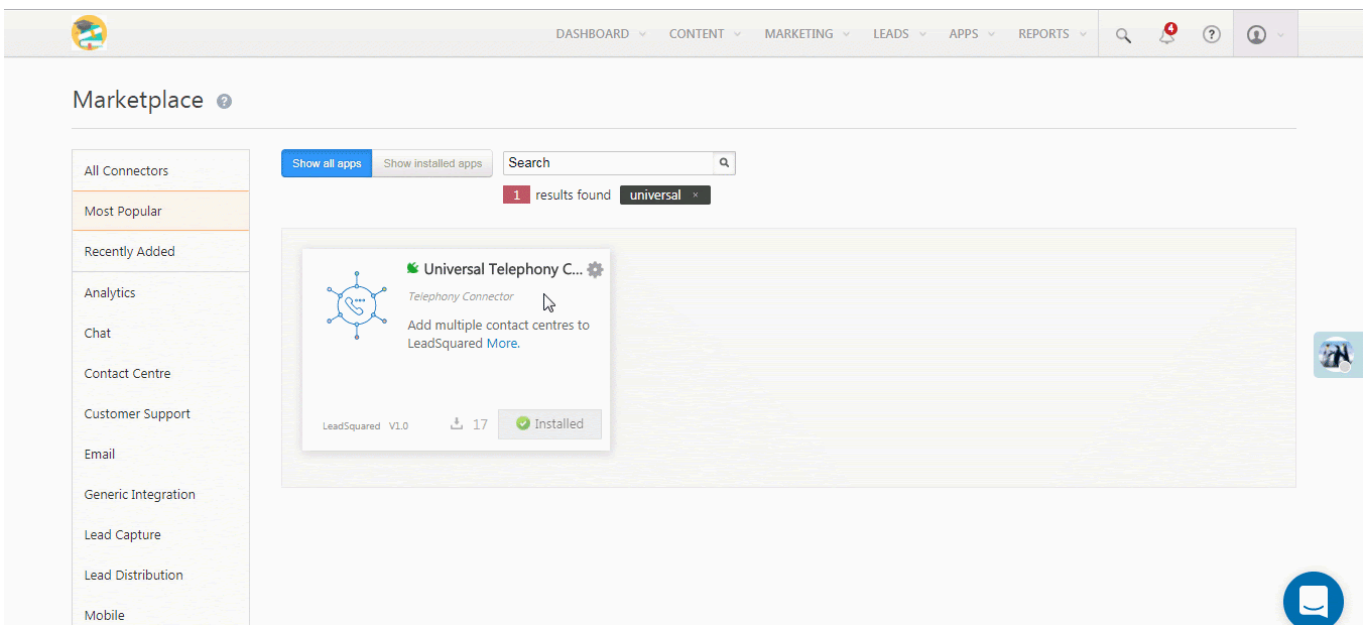 DASHBOARD CONTENT MARKETING LEADS APPS REPORTS 4 ?
Marketplace ?
All Connectors
Most Popular
Recently Added
Analytics
Chat
Contact Centre
Customer Support
Email
Generic Integration
Lead Capture
Lead Distribution
Mobile
Show all apps Show installed apps Search
1 results found universal ×
Universal Telephony C...
Telephony Connector
Add multiple contact centres to
LeadSquared More.
LeadSquared V1.0 17 Installed